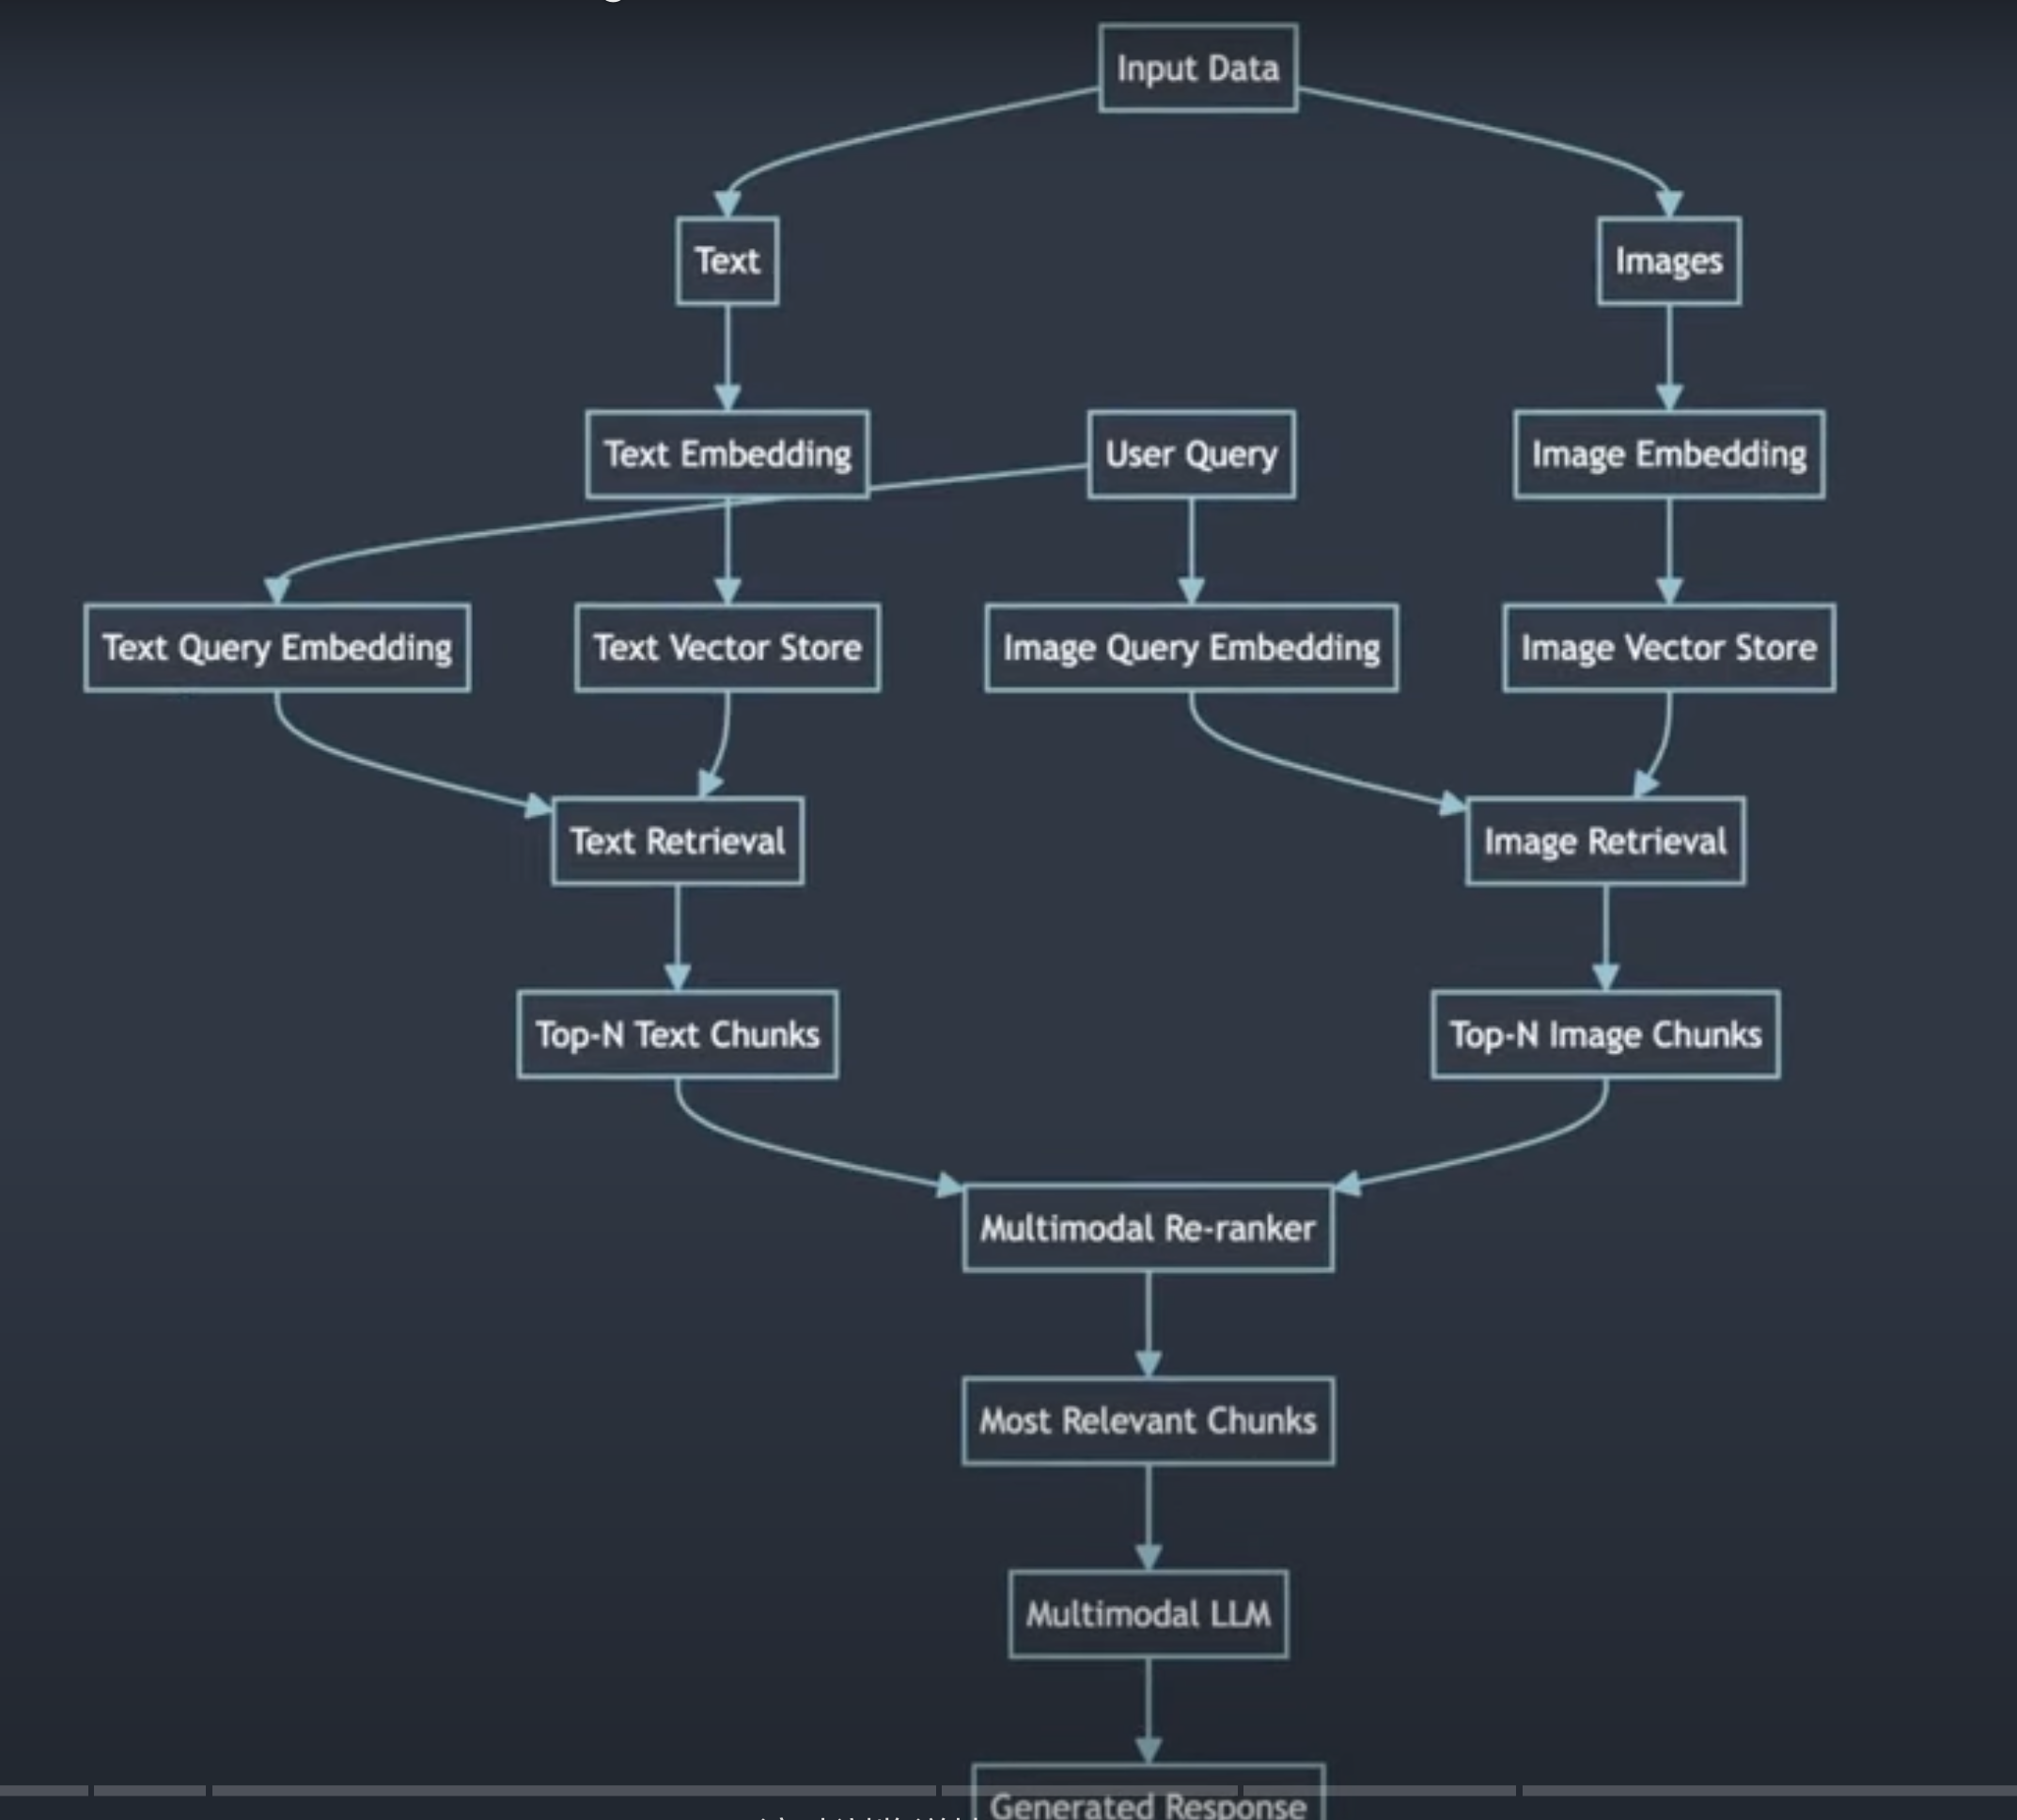 Input Data
Text
Images
Text Embedding
User Query
Image Embedding
Text Query Embedding
Text Vector Store
Image Query Embedding
Image Vector Store
Text Retrieval
Image Retrieval
Top-N Text Chunks
Top-N Image Chunks
Multimodal Re-ranker
Most Relevant Chunks
Multimodal LLM
Generated Response